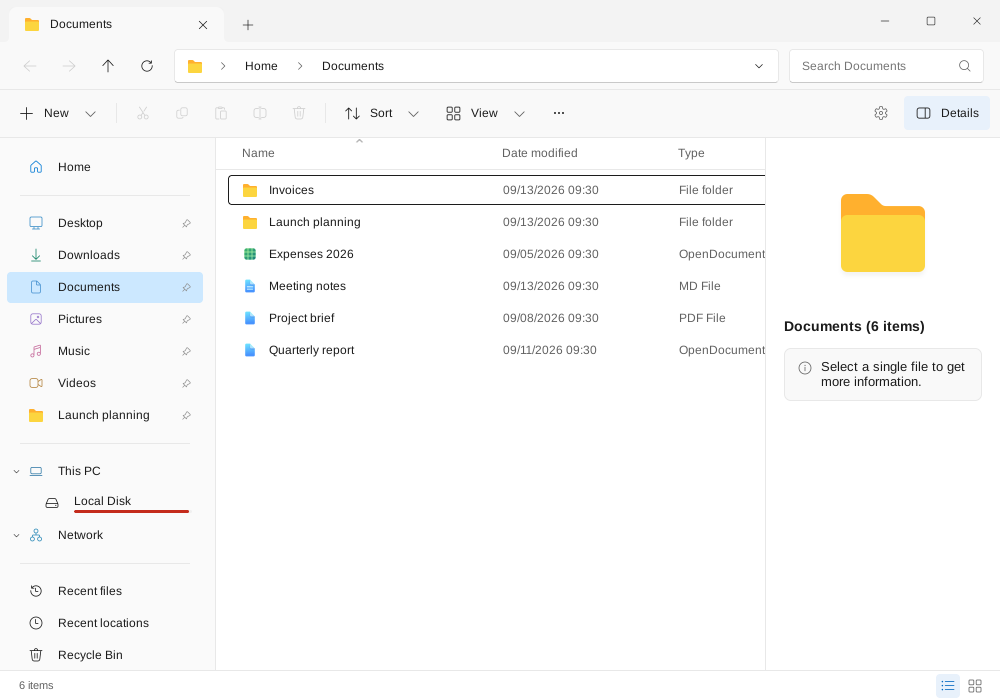 Documents
Home
Documents
Search Documents
New
Sort
View
Details
Home
Desktop
Downloads
Documents
Pictures
Music
Videos
Launch planning
This PC
Local Disk
Network
Recent files
Recent locations
Recycle Bin
Name Date modified Type
Invoices 09/13/2026 09:30 File folder
Launch planning 09/13/2026 09:30 File folder
Expenses 2026 09/05/2026 09:30 OpenDocument
Meeting notes 09/13/2026 09:30 MD File
Project brief 09/08/2026 09:30 PDF File
Quarterly report 09/11/2026 09:30 OpenDocument
Documents (6 items)
Select a single file to get
more information.
6 items